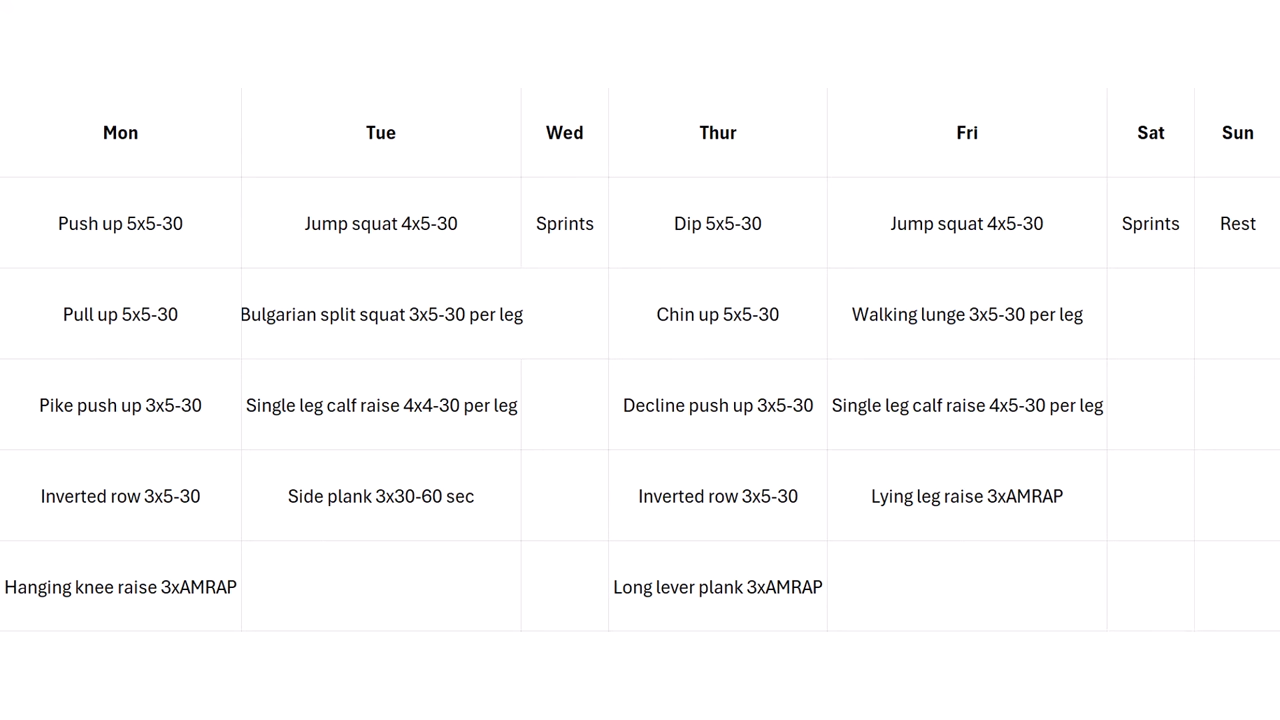 Mon Tue Wed Thur Fri Sat Sun
Push up 5x5-30 Jump squat 4x5-30 Sprints Dip 5x5-30 Jump squat 4x5-30 Sprints Rest
Pull up 5x5-30 Bulgarian split squat 3x5-30 per leg Chin up 5x5-30 Walking lunge 3x5-30 per leg
Pike push up 3x5-30 Single leg calf raise 4x4-30 per leg Decline push up 3x5-30 Single leg calf raise 4x5-30 per leg
Inverted row 3x5-30 Side plank 3x30-60 sec Inverted row 3x5-30 Lying leg raise 3xAMRAP
Hanging knee raise 3xAMRAP Long lever plank 3xAMRAP